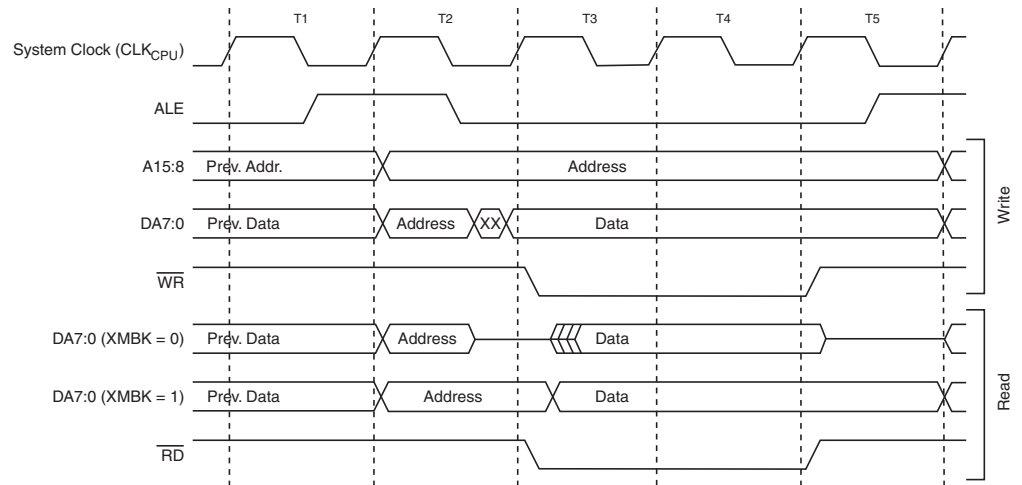 T1 T2 T3 T4 T5
System Clock (CLKCPU)
ALE
A15:8 Prev. Addr. Address
DA7:0 Prev. Data Address XX Data
WR
Write
DA7:0 (XMBK = 0) Prev. Data Address Data
DA7:0 (XMBK = 1) Prev. Data Address Data
RD
Read